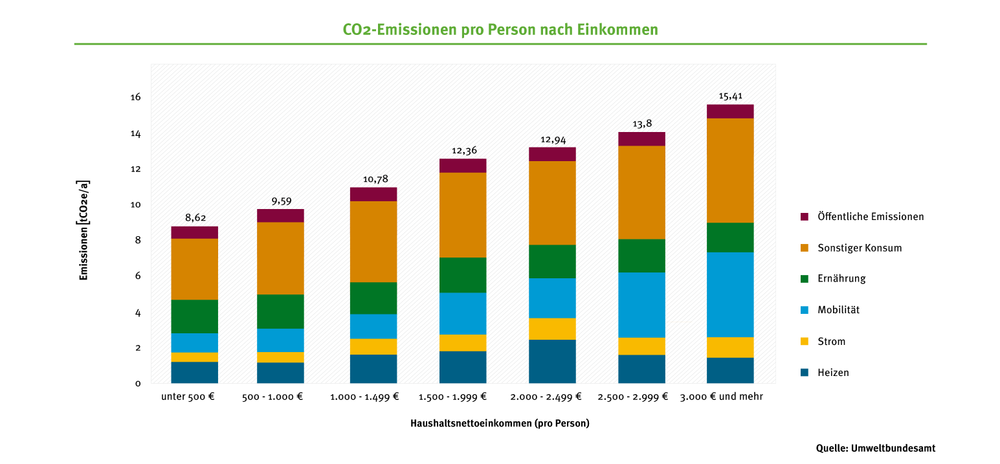 CO2-Emissionen pro Person nach Einkommen
Emissionen [tCO2e/a]
16
14
12
10
8
6
4
2
0
8,62
9,59
10,78
12,36
12,94
13,8
15,41
unter 500 €
500 - 1.000 €
1.000 - 1.499 €
1.500 - 1.999 €
2.000 - 2.499 €
2.500 - 2.999 €
3.000 € und mehr
Haushaltsnettoeinkommen (pro Person)
Öffentliche Emissionen
Sonstiger Konsum
Ernährung
Mobilität
Strom
Heizen
Quelle: Umweltbundesamt